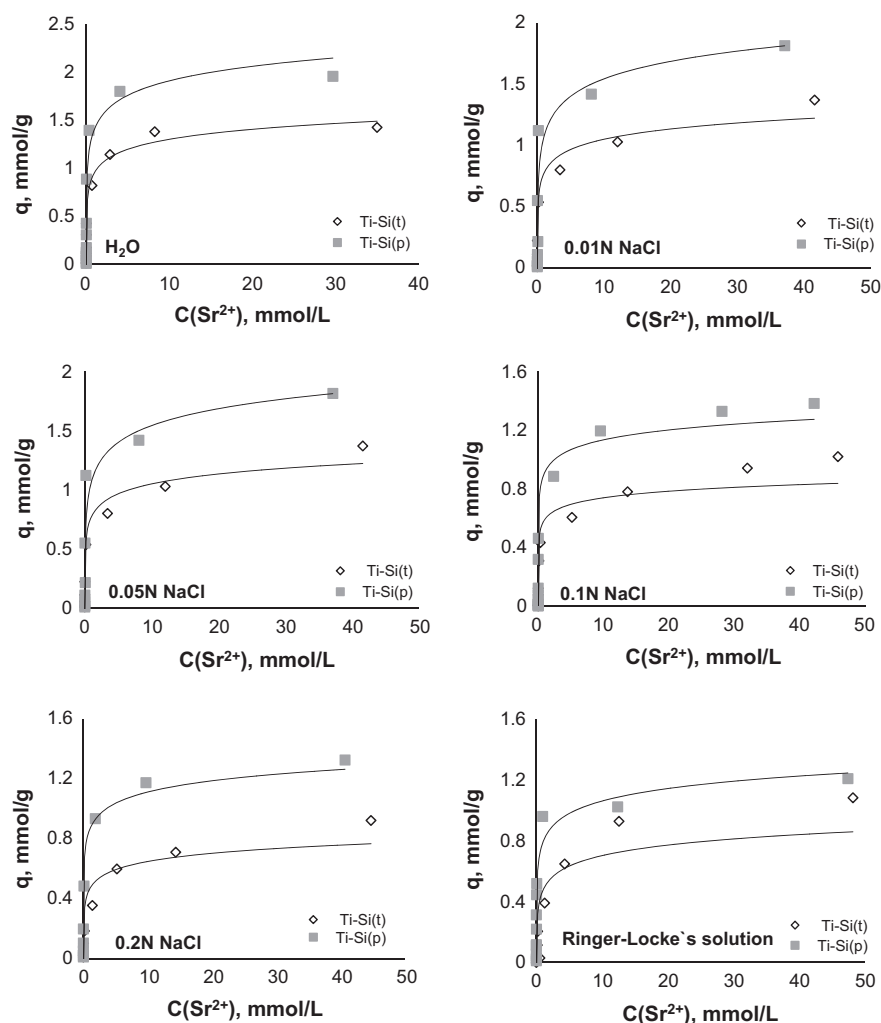 2.5
2
1.5
1
0.5
0
q, mmol/g
0 10 20 30 40
C(Sr²⁺), mmol/L
H₂O
Ti-Si(t)
Ti-Si(p)
2
1.5
1
0.5
0
q, mmol/g
0 10 20 30 40 50
C(Sr²⁺), mmol/L
0.01N NaCl
Ti-Si(t)
Ti-Si(p)
2
1.5
1
0.5
0
q, mmol/g
0 10 20 30 40 50
C(Sr²⁺), mmol/L
0.05N NaCl
Ti-Si(t)
Ti-Si(p)
1.6
1.2
0.8
0.4
0
q, mmol/g
0 10 20 30 40 50
C(Sr²⁺), mmol/L
0.1N NaCl
Ti-Si(t)
Ti-Si(p)
1.6
1.2
0.8
0.4
0
q, mmol/g
0 10 20 30 40 50
C(Sr²⁺), mmol/L
0.2N NaCl
Ti-Si(t)
Ti-Si(p)
1.6
1.2
0.8
0.4
0
q, mmol/g
0 10 20 30 40 50
C(Sr²⁺), mmol/L
Ringer-Locke`s solution
Ti-Si(t)
Ti-Si(p)